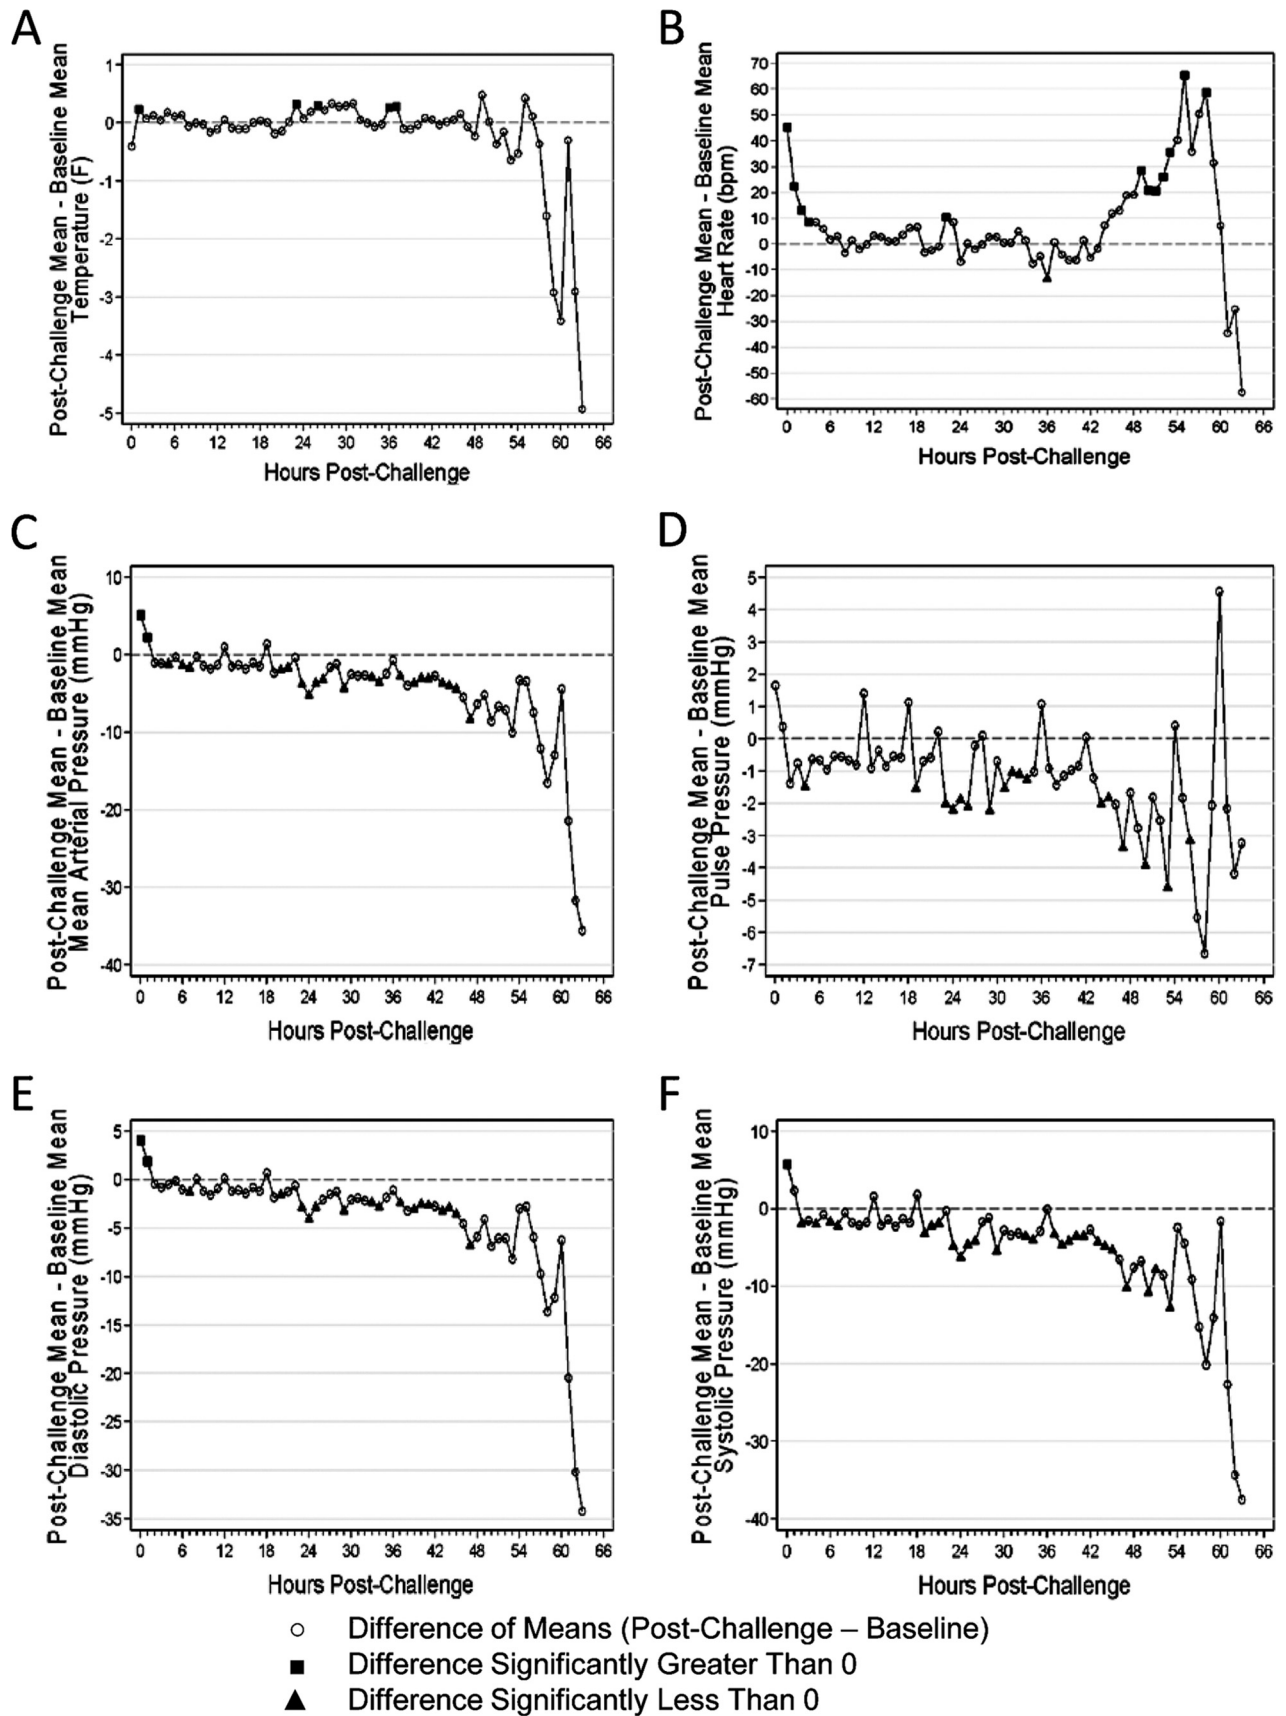 A
Post-Challenge Mean - Baseline Mean
Temperature (F)
1
0
-1
-2
-3
-4
-5
0 6 12 18 24 30 36 42 48 54 60 66
Hours Post-Challenge
B
Post-Challenge Mean - Baseline Mean
Heart Rate (bpm)
70
60
50
40
30
20
10
0
-10
-20
-30
-40
-50
-60
0 6 12 18 24 30 36 42 48 54 60 66
Hours Post-Challenge
C
Post-Challenge Mean - Baseline Mean
Mean Arterial Pressure (mmHg)
10
0
-10
-20
-30
-40
0 6 12 18 24 30 36 42 48 54 60 66
Hours Post-Challenge
D
Post-Challenge Mean - Baseline Mean
Pulse Pressure (mmHg)
5
4
3
2
1
0
-1
-2
-3
-4
-5
-6
-7
0 6 12 18 24 30 36 42 48 54 60 66
Hours Post-Challenge
E
Post-Challenge Mean - Baseline Mean
Diastolic Pressure (mmHg)
5
0
-5
-10
-15
-20
-25
-30
-35
0 6 12 18 24 30 36 42 48 54 60 66
Hours Post-Challenge
F
Post-Challenge Mean - Baseline Mean
Systolic Pressure (mmHg)
10
0
-10
-20
-30
-40
0 6 12 18 24 30 36 42 48 54 60 66
Hours Post-Challenge
Difference of Means (Post-Challenge – Baseline)
Difference Significantly Greater Than 0
Difference Significantly Less Than 0